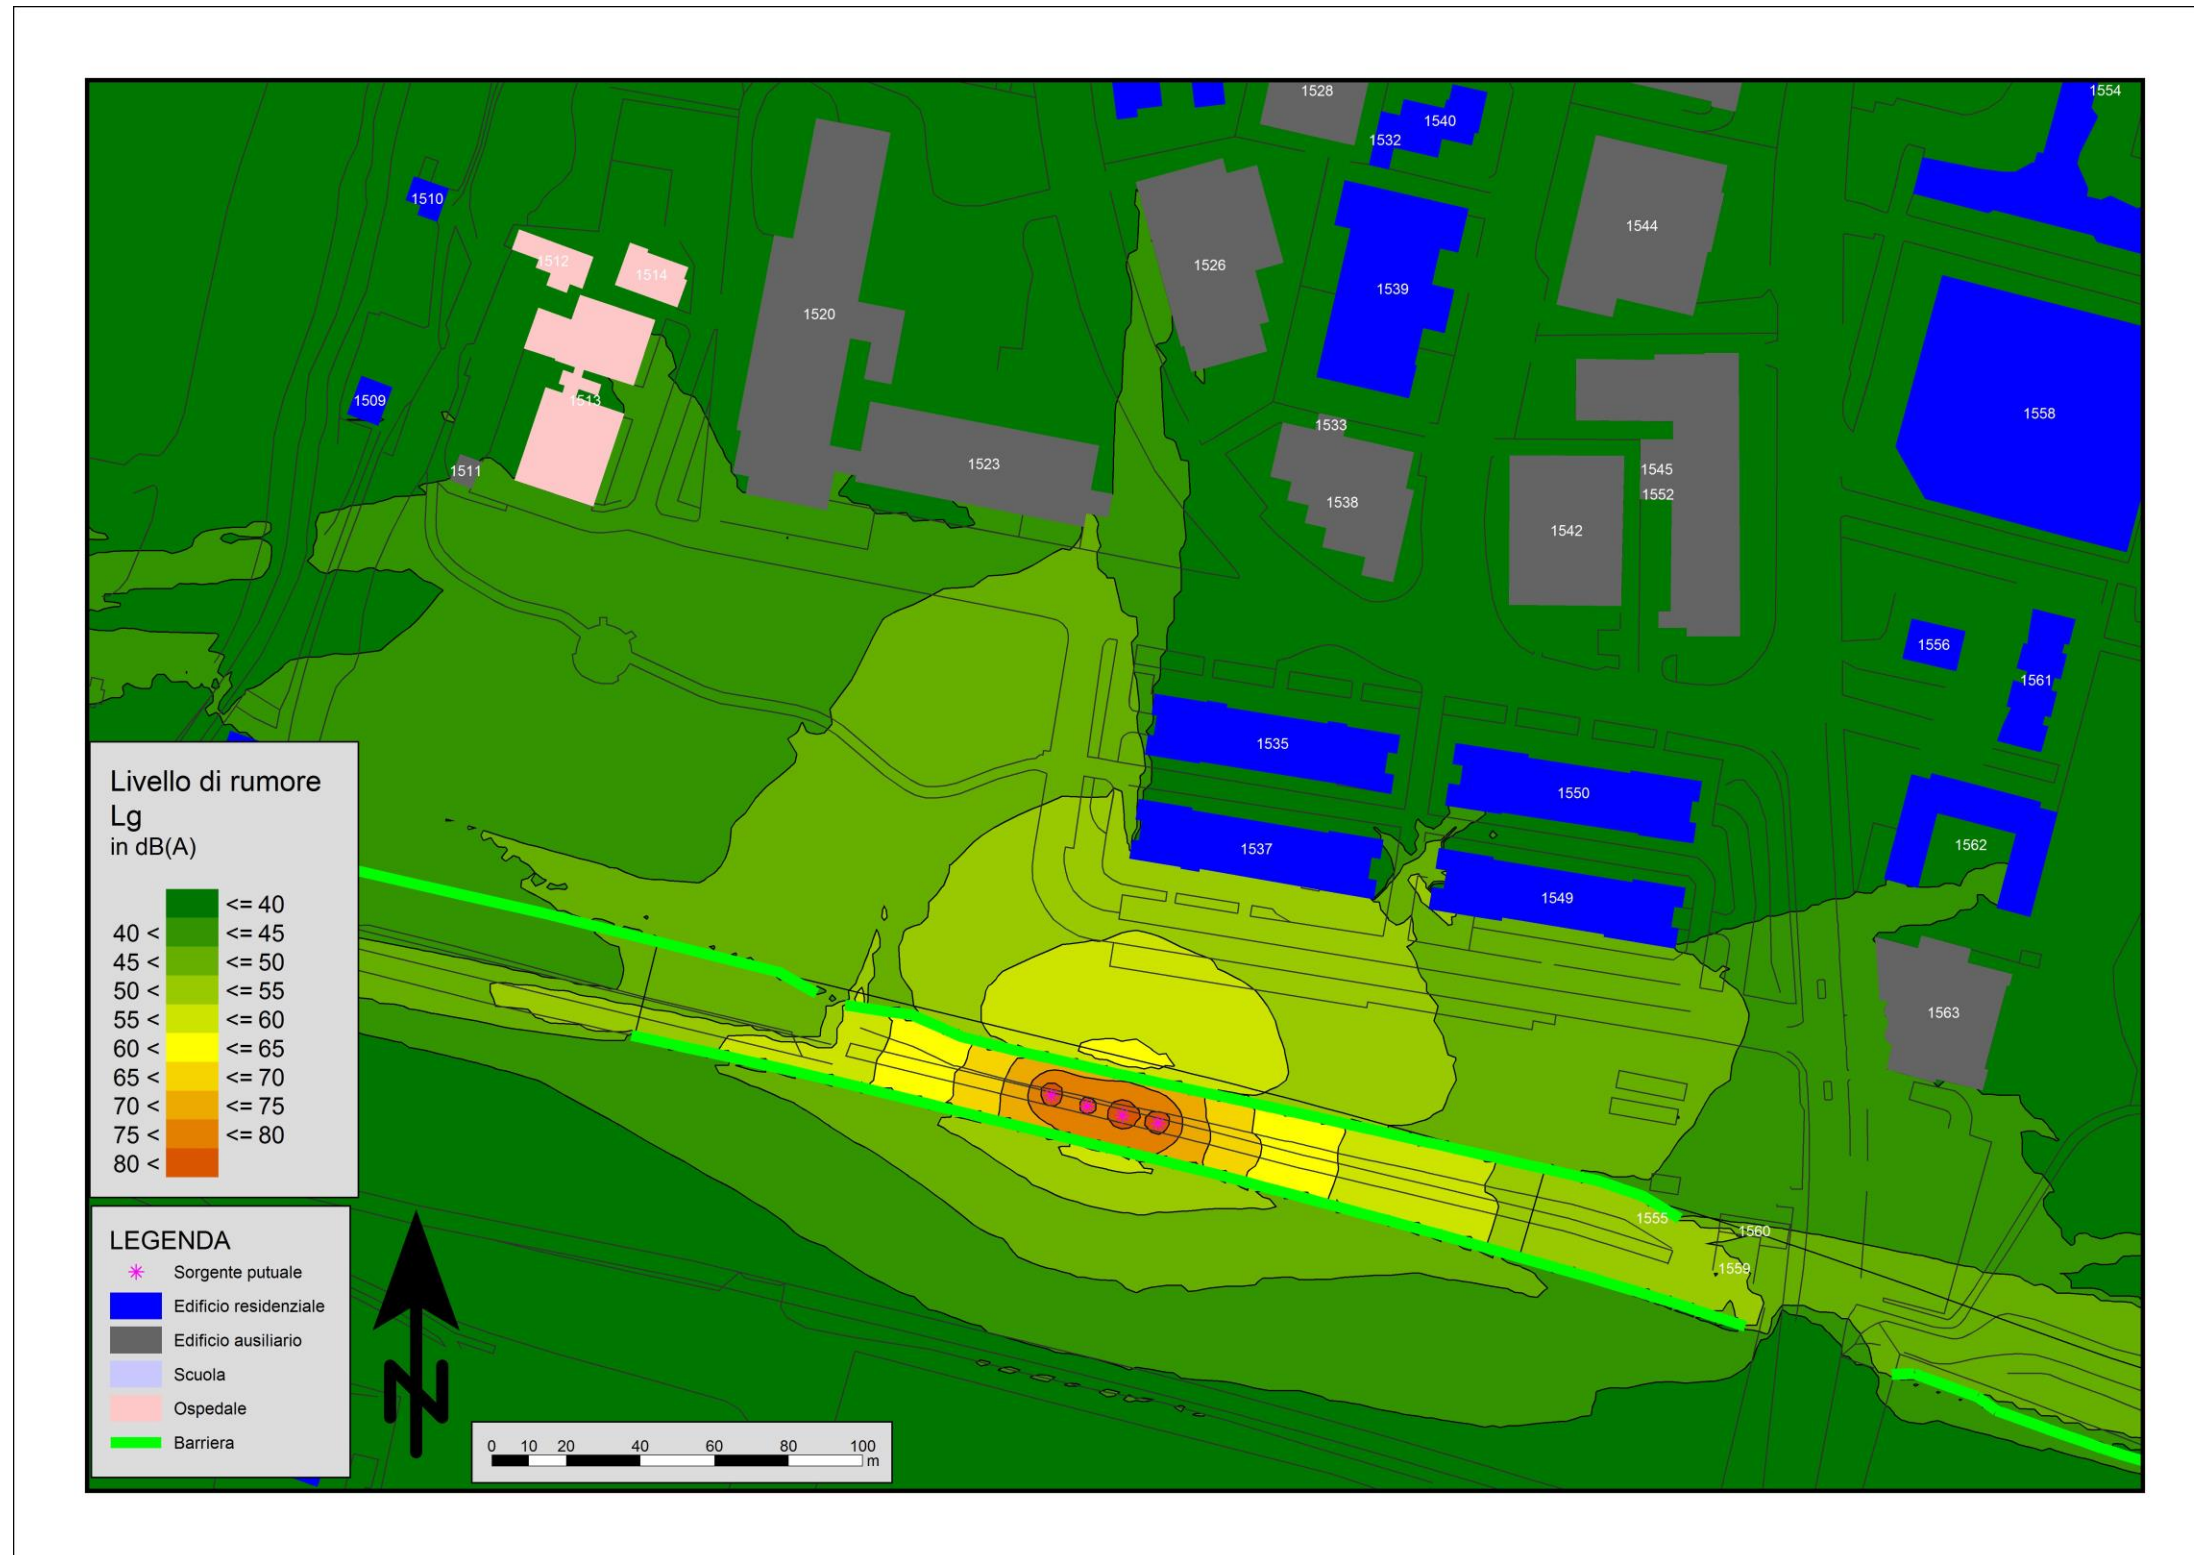 1528
1554
1540
1532
1510
1544
1512
1514
1526
1539
1520
1509
1513
1558
1533
1523
1511
1545
1552
1538
1542
1556
1561
1535
1550
1537
1562
1549
1563
1555
1560
1559
Livello di rumore
Lg
in dB(A)
<= 40
40 < <= 45
45 < <= 50
50 < <= 55
55 < <= 60
60 < <= 65
65 < <= 70
70 < <= 75
75 < <= 80
80 <
LEGENDA
Sorgente putuale
Edificio residenziale
Edificio ausiliario
Scuola
Ospedale
Barriera
N
0 10 20 40 60 80 100
m